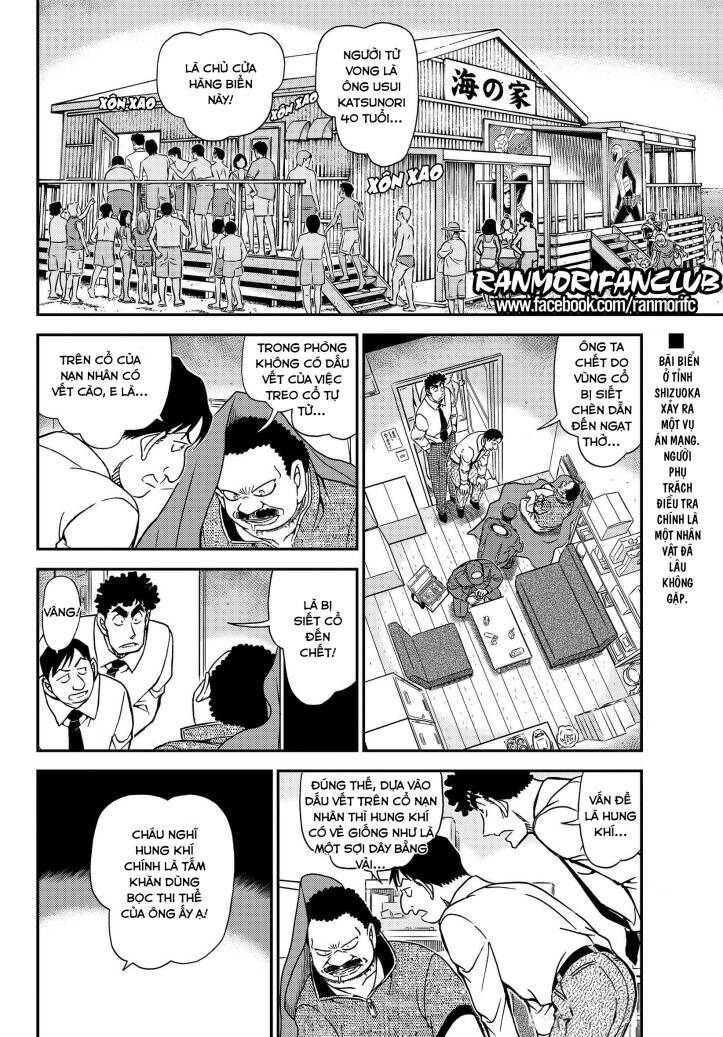 NGƯỜI TỬ
VONG LÀ
ÔNG USUI
KATSUNORI
40 TUỔI...
LÀ CHỦ CỬA
HÀNG BIỂN
NÀY!
XÔN XAO
XÔN XAO
XÔN XAO
海の家
RANMORIFANCLUB
www.facebook.com/ranmorifc
BÃI BIỂN
Ở TỈNH
SHIZUOKA
XẢY RA
MỘT VỤ
ÁN MẠNG.
NGƯỜI
PHỤ
TRÁCH
ĐIỀU TRA
CHÍNH LÀ
MỘT NHÂN
VẬT ĐÃ
LÂU
KHÔNG
GẶP.
ÔNG TA
CHẾT DO
VÙNG CỔ
BỊ SIẾT
CHÈN DẪN
ĐẾN NGẠT
THỞ...
TRONG PHÒNG
KHÔNG CÓ DẤU
VẾT CỦA VIỆC
TREO CỔ TỰ
TỬ...
TRÊN CỔ CỦA
NẠN NHÂN CÓ
VẾT CÀO, E LÀ...
LÀ BỊ
SIẾT CỔ
ĐẾN
CHẾT!
VÂNG!
VẤN ĐỀ
LÀ HUNG
KHÍ...
ĐÚNG THẾ, DỰA VÀO
DẤU VẾT TRÊN CỔ NẠN
NHÂN THÌ HUNG KHÍ
CÓ VẺ GIỐNG NHƯ LÀ
MỘT SỢI DÂY BẰNG
VẢI...
CHÁU NGHĨ
HUNG KHÍ
CHÍNH LÀ TẤM
KHĂN DÙNG
BỌC THI THỂ
CỦA ÔNG ẤY Ạ!